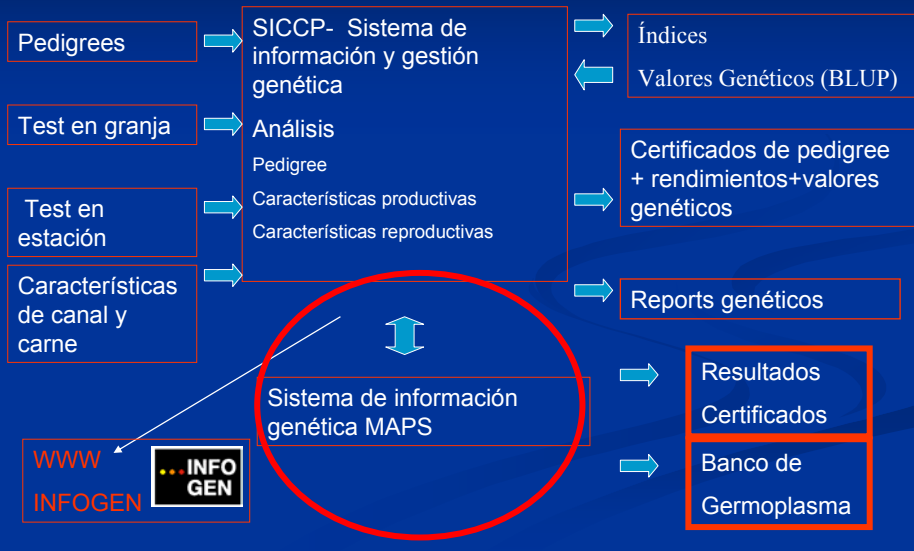 Pedigrees
Test en granja
Test en
estación
Características
de canal y
carne
SICCP- Sistema de
información y gestión
genética
Análisis
Pedigree
Características productivas
Características reproductivas
Índices
Valores Genéticos (BLUP)
Certificados de pedigree
+ rendimientos+valores
genéticos
Reports genéticos
Sistema de información
genética MAPS
Resultados
Certificados
Banco de
Germoplasma
WWW
INFOGEN
...INFO
GEN